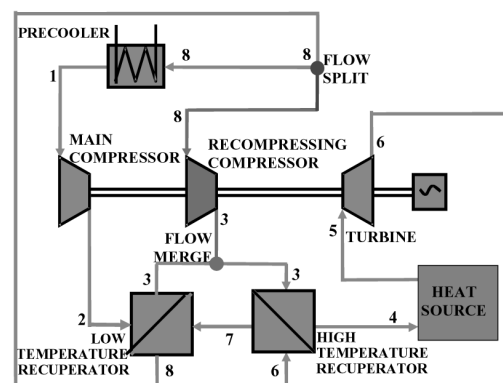 PRECOOLER
8
8
FLOW
SPLIT
1
8
6
MAIN
COMPRESSOR
RECOMPRESSING
COMPRESSOR
3
5
TURBINE
FLOW
MERGE
3
3
HEAT
SOURCE
2
7
4
LOW
TEMPERATURE
RECUPERATOR
8
6
HIGH
TEMPERATURE
RECUPERATOR